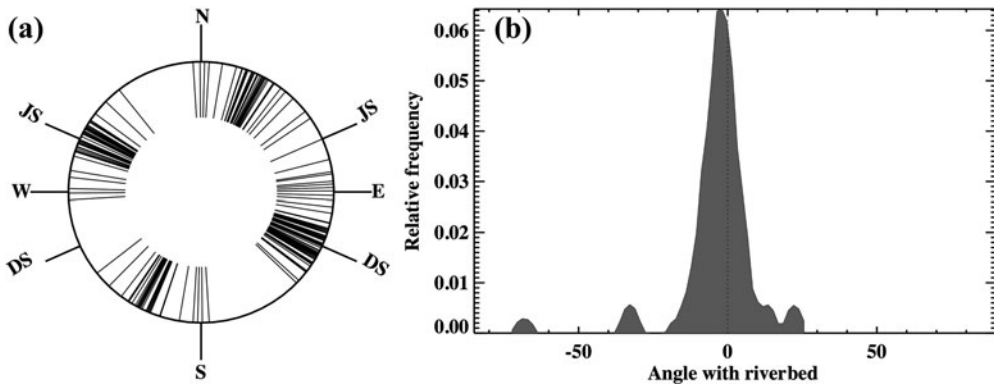 (a)
N
JS
JS
W
E
DS
DS
S
(b)
Relative frequency
0.06
0.05
0.04
0.03
0.02
0.01
0.00
-50
0
50
Angle with riverbed